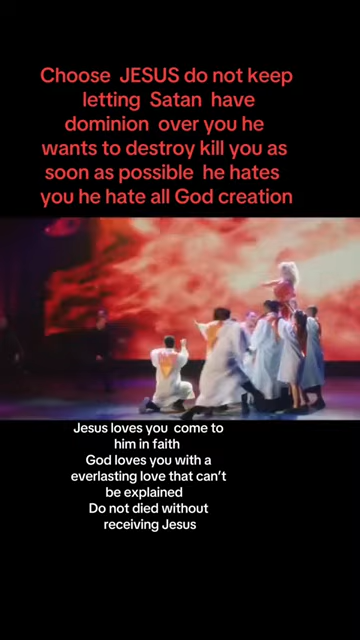 Choose JESUS do not keep
letting Satan have
dominion over you he
wants to destroy kill you as
soon as possible he hates
you he hate all God creation
Jesus loves you come to
him in faith
God loves you with a
everlasting love that can't
be explained
Do not died without
receiving Jesus